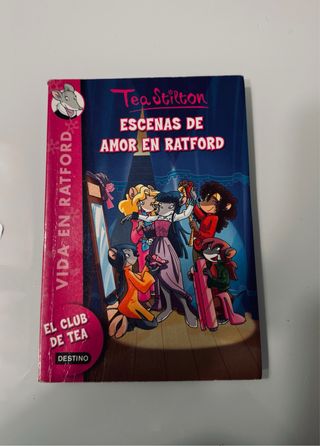 Tea Stilton
ESCENAS DE
AMOR EN RATFORD
VIDA EN RATFORD
EL CLUB
DE TEA
DESTINO